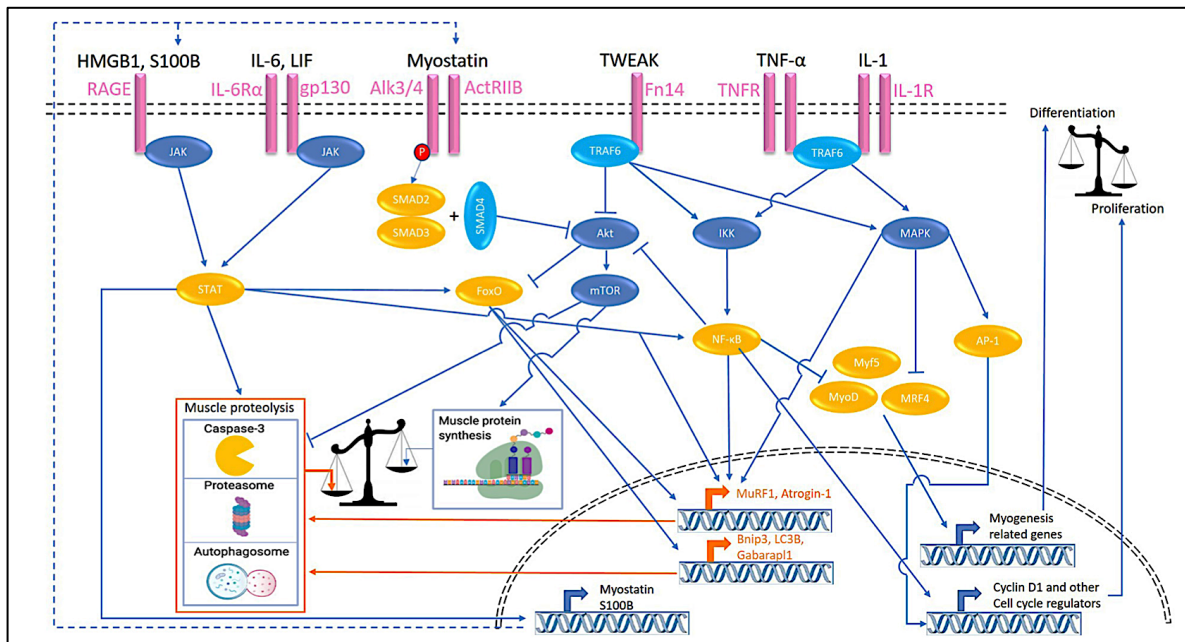 HMGB1, S100B
IL-6, LIF
Myostatin
TWEAK
TNF-α
IL-1
RAGE
IL-6Rα
gp130
Alk3/4
ActRIIB
Fn14
TNFR
IL-1R
Differentiation
JAK
JAK
P
TRAF6
TRAF6
SMAD2
SMAD3
+
SMAD4
Akt
IKK
MAPK
Proliferation
STAT
FoxO
mTOR
NF-κB
AP-1
Myf5
MyoD
MRF4
Muscle proteolysis
Caspase-3
Proteasome
Autophagosome
Muscle protein
synthesis
MuRF1, Atrogin-1
Bnip3, LC3B,
Gabarapl1
Myostatin
S100B
Myogenesis
related genes
Cyclin D1 and other
Cell cycle regulators